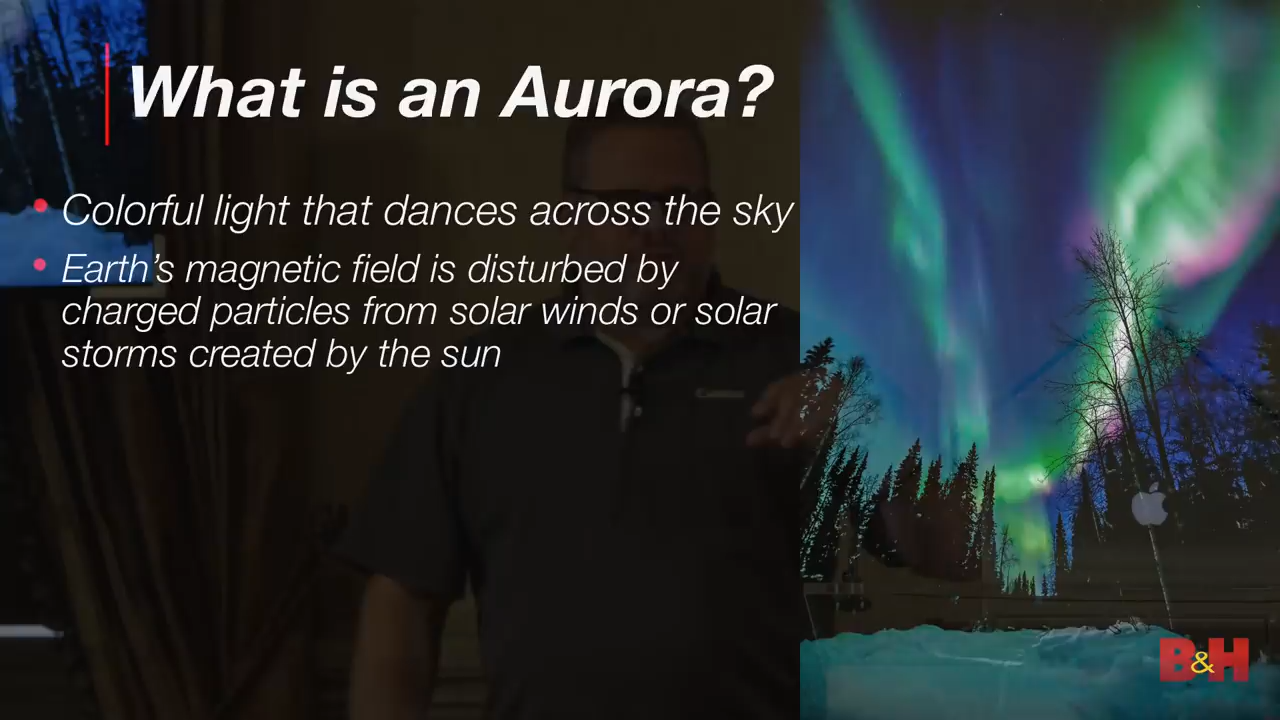 What is an Aurora?
• Colorful light that dances across the sky
• Earth's magnetic field is disturbed by
charged particles from solar winds or solar
storms created by the sun
B&H